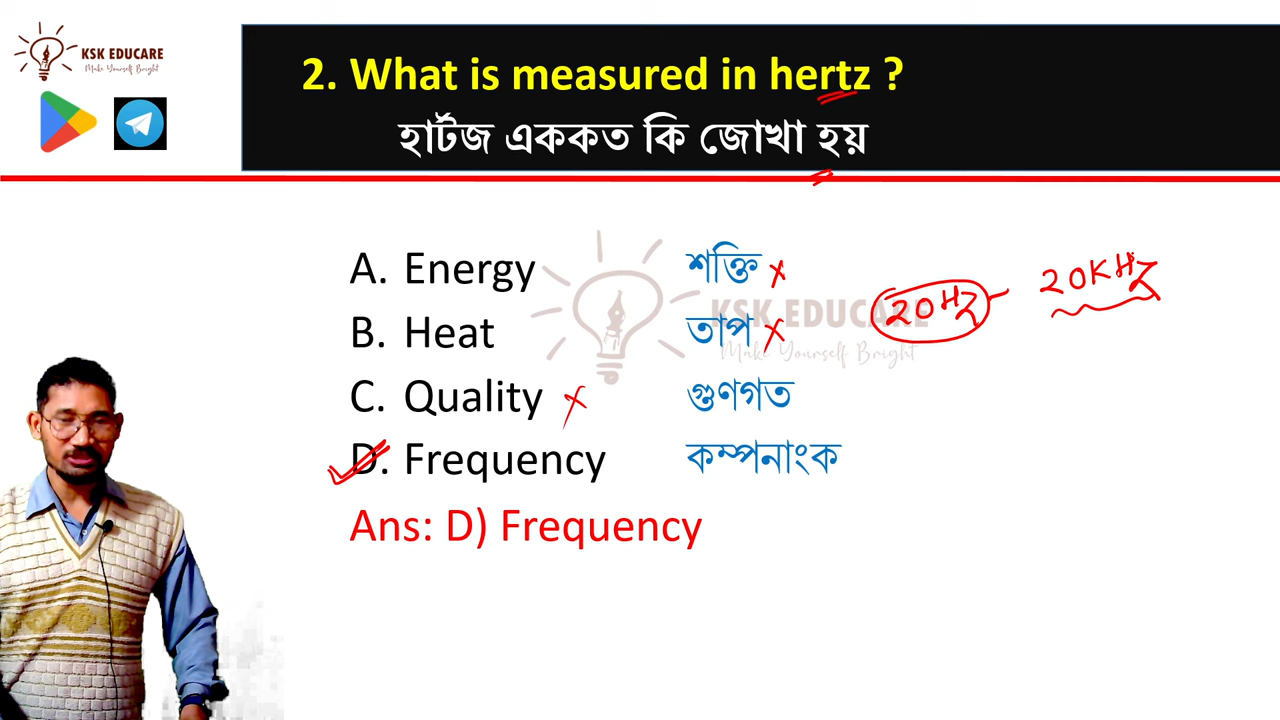 KSK EDUCARE
Make Yourself Bright
2. What is measured in hertz ?
হাৰ্টজ এককত কি জোখা হয়
A. Energy শক্তি x
B. Heat তাপ x
C. Quality x গুণগত
D. Frequency কম্পনাংক
Ans: D) Frequency
20Hz - 20KHz
KSK EDUCARE
Make Yourself Bright